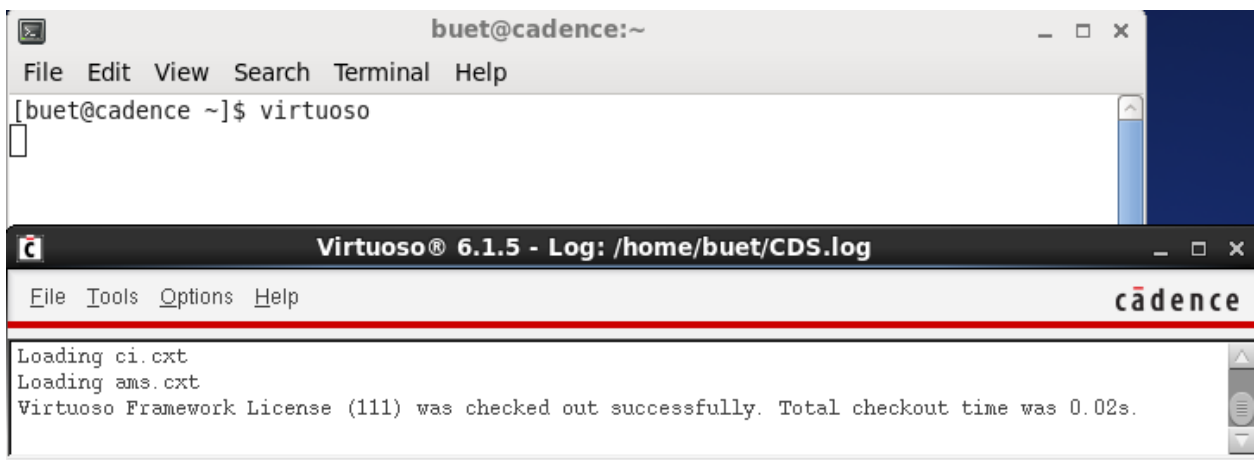 buet@cadence:~
File Edit View Search Terminal Help
[buet@cadence ~]$ virtuoso
Virtuoso® 6.1.5 - Log: /home/buet/CDS.log
File Tools Options Help
cādence
Loading ci.cxt
Loading ams.cxt
Virtuoso Framework License (111) was checked out successfully. Total checkout time was 0.02s.